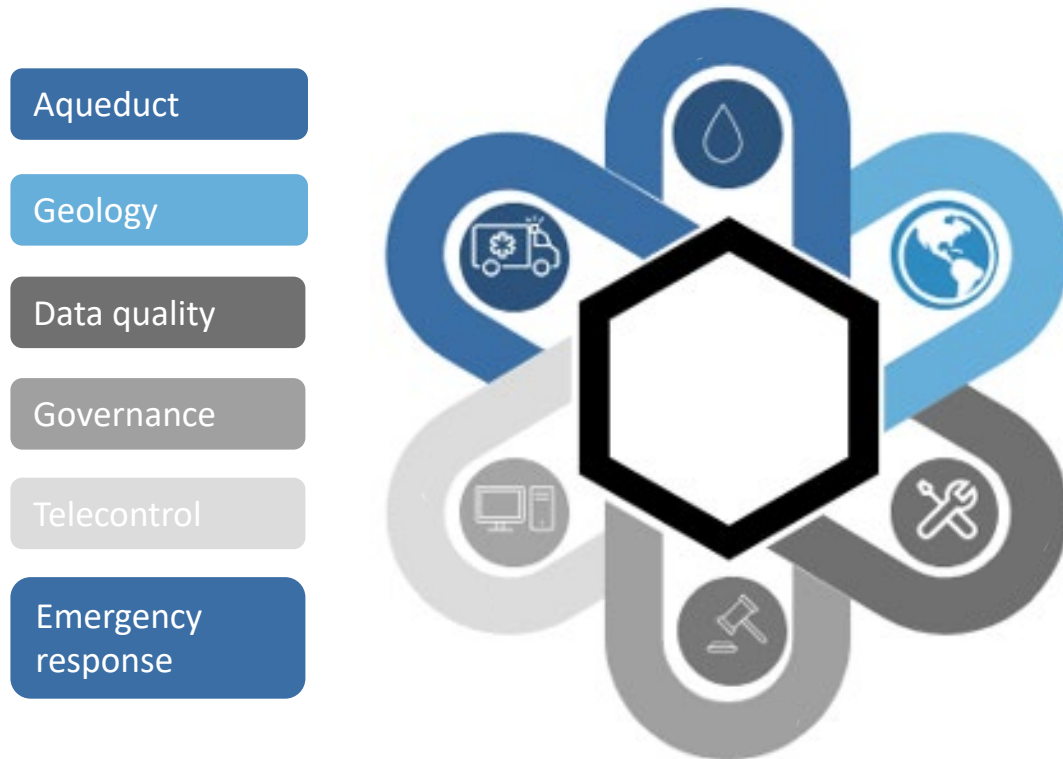 Aqueduct
Geology
Data quality
Governance
Telecontrol
Emergency
response